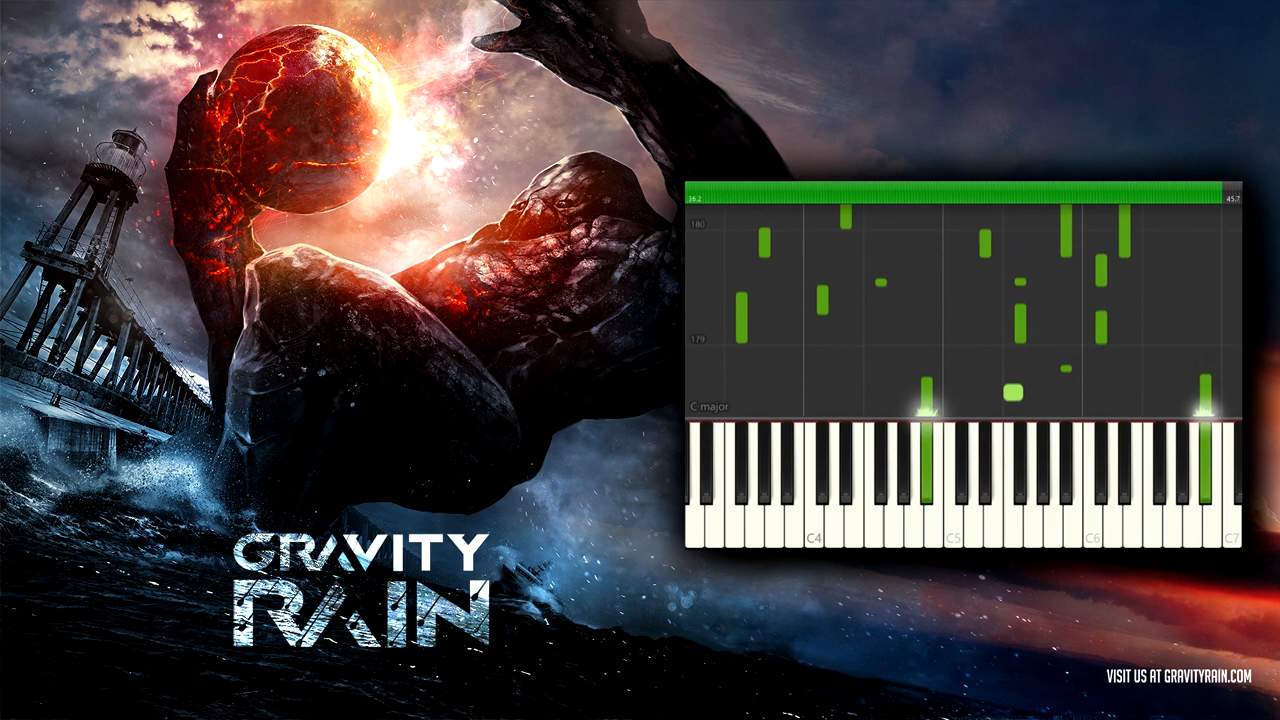 36.2
45.7
180
179
C major
C4
C5
C6
C7
GRAVITY
RAIN
VISIT US AT GRAVITYRAIN.COM